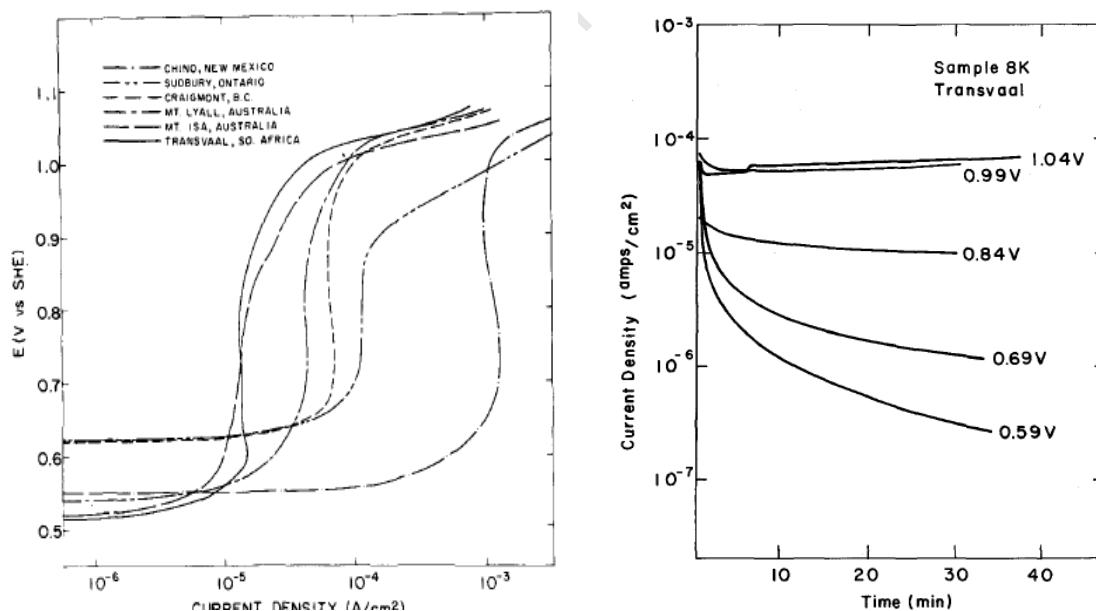 CHINO, NEW MEXICO
SUDBURY, ONTARIO
CRAIGMONT, B.C.
MT. LYALL, AUSTRALIA
MT. ISA, AUSTRALIA
TRANSVAAL, SO. AFRICA
E (V vs SHE)
1.1
1.0
0.9
0.8
0.7
0.6
0.5
10⁻⁶
10⁻⁵
10⁻⁴
10⁻³
CURRENT DENSITY (A/cm²)
Sample 8K
Transvaal
Current Density (amps/cm²)
10⁻³
10⁻⁴
10⁻⁵
10⁻⁶
10⁻⁷
1.04V
0.99V
0.84V
0.69V
0.59V
10
20
30
40
Time (min)